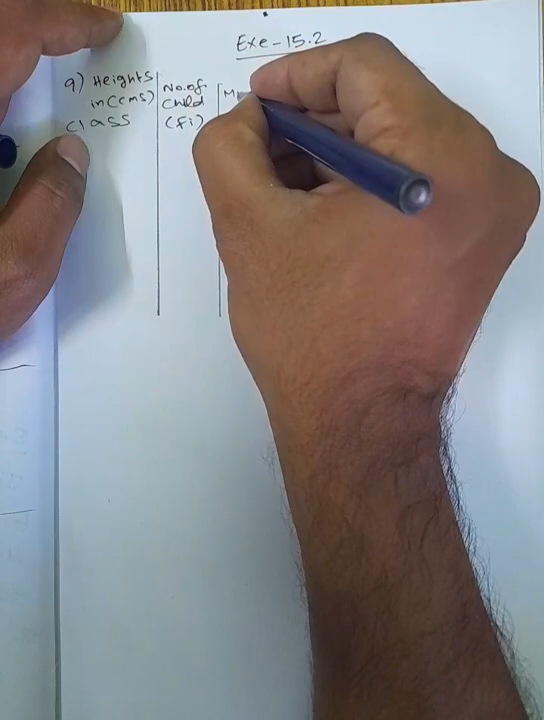 Exe-15.2
9) Heights
in (cms)
Class
No. of.
Child
(fi)